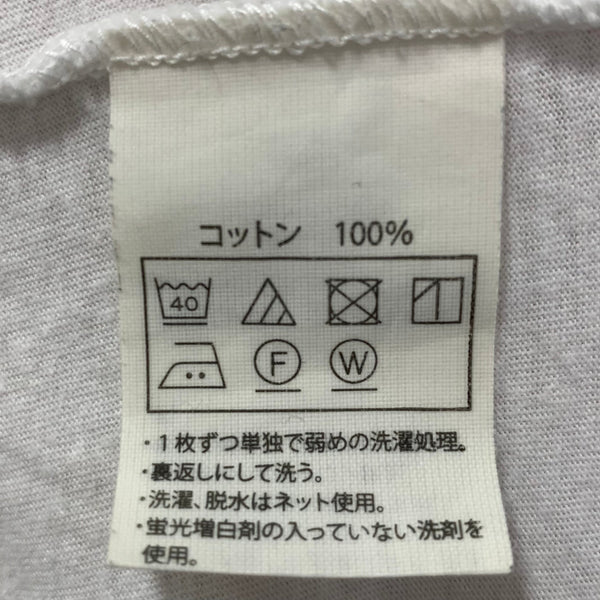 コットン 100%
40
F W
・1枚ずつ単独で弱めの洗濯処理。
・裏返しにして洗う。
・洗濯、脱水はネット使用。
・蛍光増白剤の入っていない洗剤を
使用。